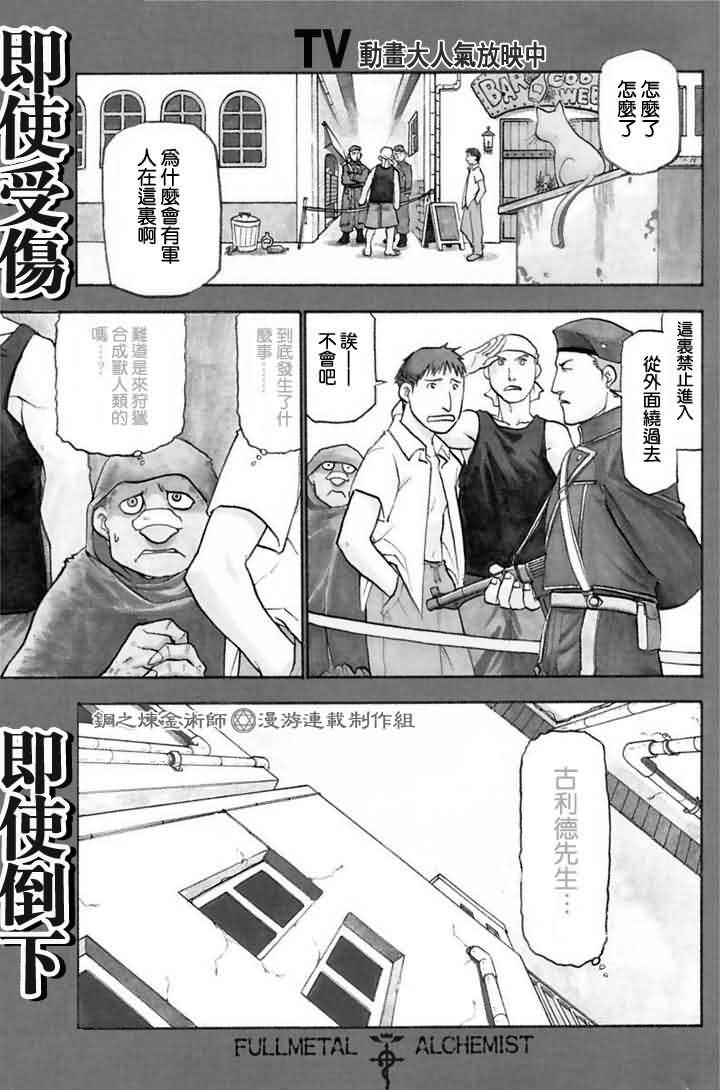 TV 動畫大人氣放映中
即使受傷
怎麼了
怎麼了
BAR
為什麼會有軍
人在這裏啊
這裏禁止進入
從外面繞過去
誒——
不會吧
到底發生了什
麼事……
難道是來狩獵
合成獸人類的
嗎……?
即使倒下
鋼之煉金術師 漫游連載制作組
古利德先生…
FULLMETAL ALCHEMIST